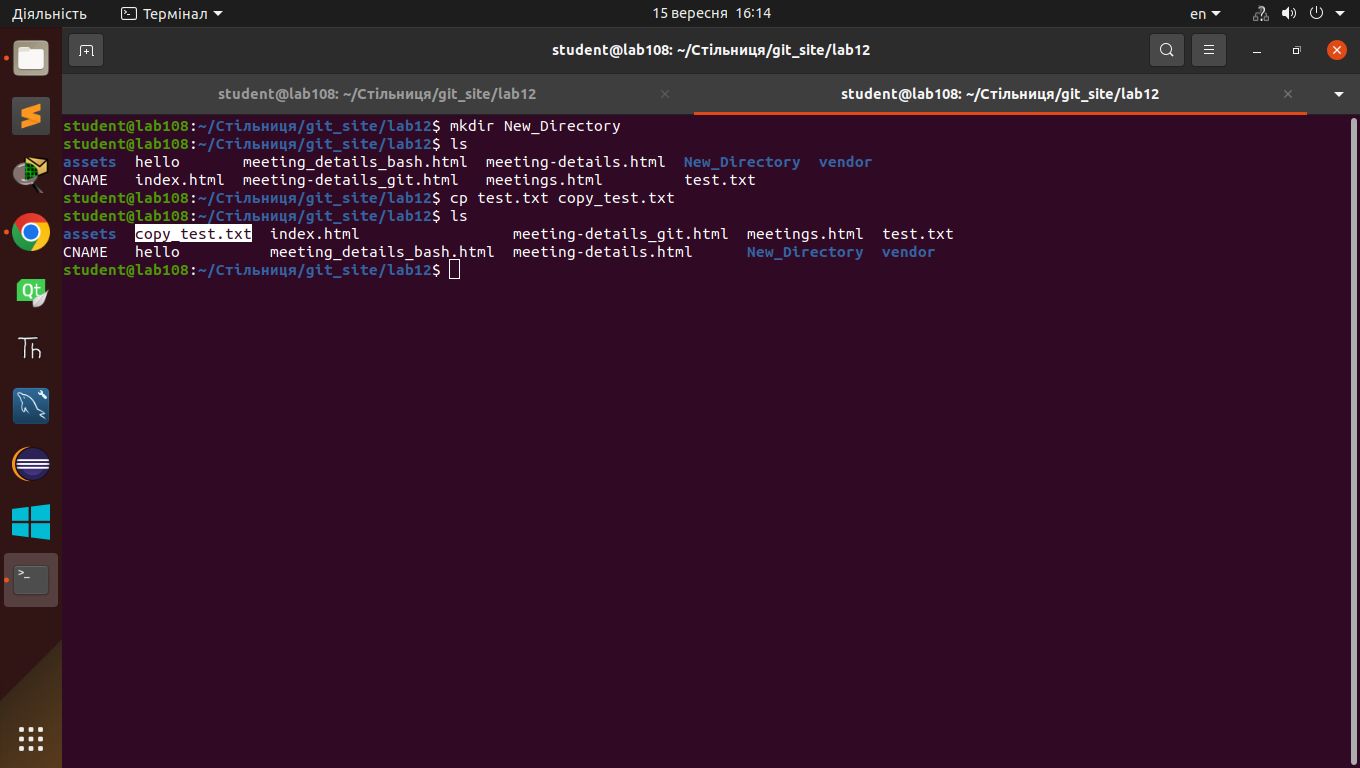 Діяльність Термінал 15 вересня 16:14 en
student@lab108: ~/Стільниця/git_site/lab12
student@lab108: ~/Стільниця/git_site/lab12 student@lab108: ~/Стільниця/git_site/lab12
student@lab108:~/Стільниця/git_site/lab12$ mkdir New_Directory
student@lab108:~/Стільниця/git_site/lab12$ ls
assets hello meeting_details_bash.html meeting-details.html New_Directory vendor
CNAME index.html meeting-details_git.html meetings.html test.txt
student@lab108:~/Стільниця/git_site/lab12$ cp test.txt copy_test.txt
student@lab108:~/Стільниця/git_site/lab12$ ls
assets copy_test.txt index.html meeting-details_git.html meetings.html test.txt
CNAME hello meeting_details_bash.html meeting-details.html New_Directory vendor
student@lab108:~/Стільниця/git_site/lab12$
Qt
Th
>_